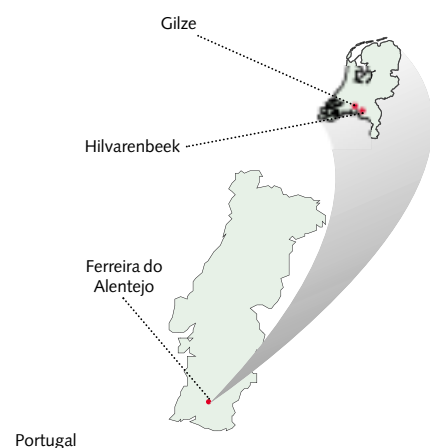 Gilze
Hilvarenbeek
Ferreira do
Alentejo
Portugal